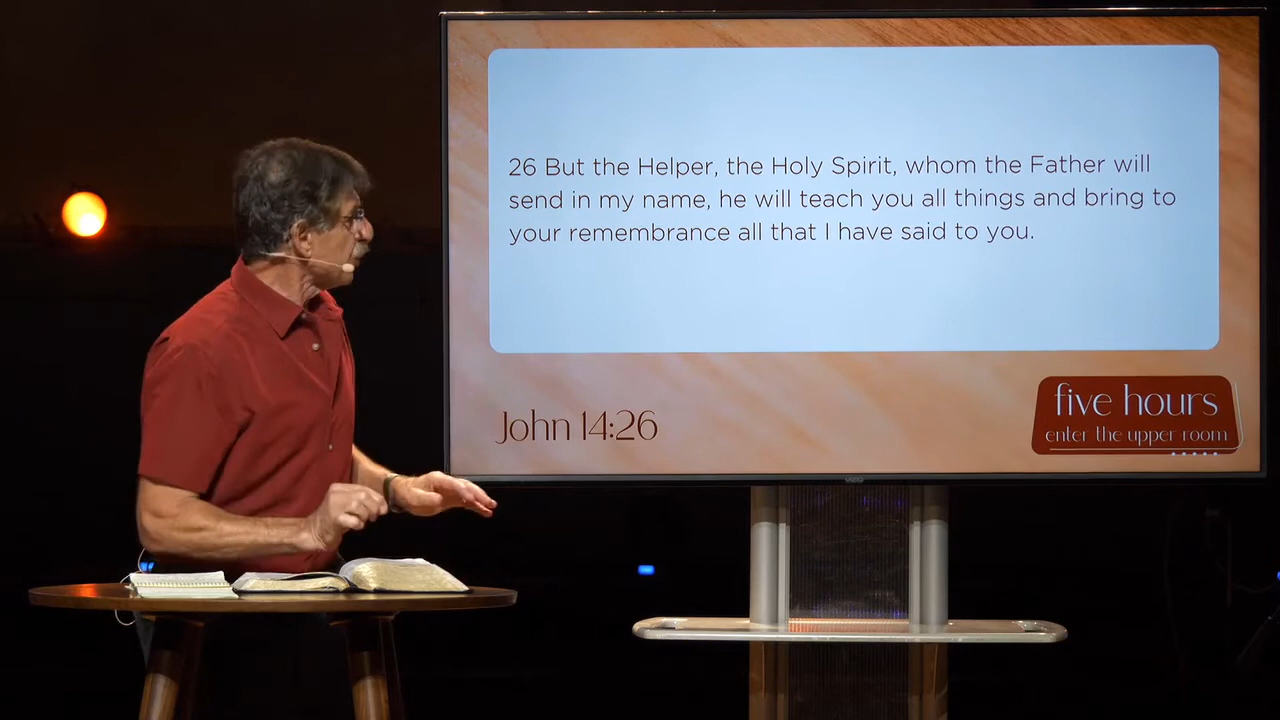 26 But the Helper, the Holy Spirit, whom the Father will
send in my name, he will teach you all things and bring to
your remembrance all that I have said to you.
John 14:26
five hours
enter the upper room